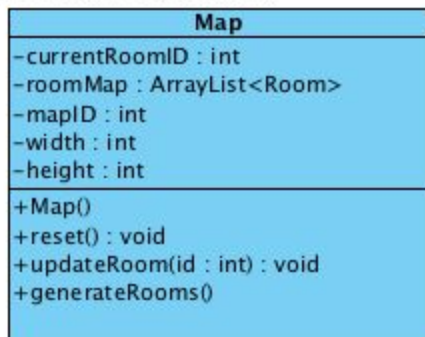 Map
-currentRoomID : int
-roomMap : ArrayList<Room>
-mapID : int
-width : int
-height : int
+Map()
+reset() : void
+updateRoom(id : int) : void
+generateRooms()